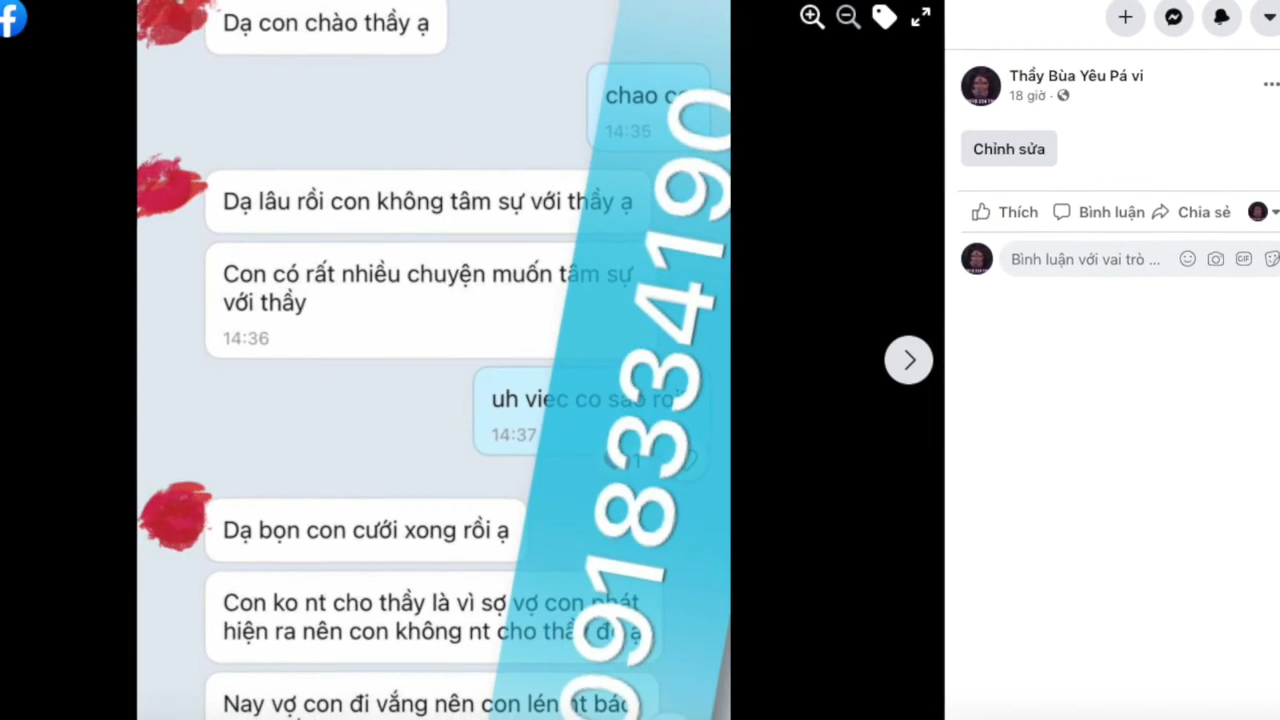 Dạ con chào thầy ạ
chao
14:35
Dạ lâu rồi con không tâm sự với thầy ạ
Con có rất nhiều chuyện muốn tâm sự
với thầy
14:36
uh viec co sao roi
14:37
Dạ bọn con cưới xong rồi ạ
Con ko nt cho thầy là vì sợ vợ con phát
hiện ra nên con không nt cho thầy đó ạ
Nay vợ con đi vắng nên con lén nt báo
0918334190
Thầy Bùa Yêu Pá vi
18 giờ ·
Chỉnh sửa
Thích
Bình luận
Chia sẻ
Bình luận với vai trò ...
GIF